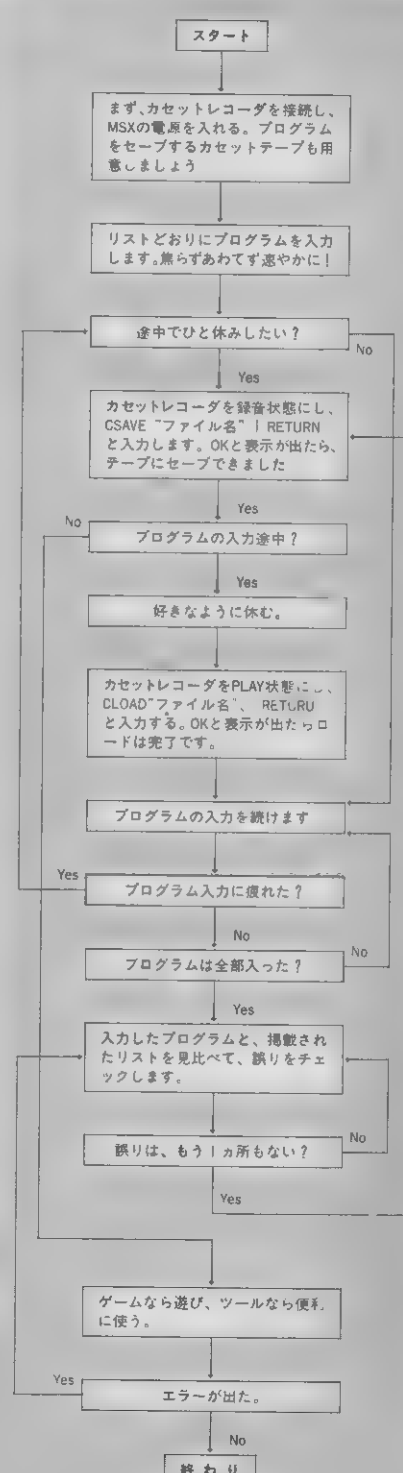 スタート
まず、カセットレコーダを接続し、
MSXの電原を入れる。プログラム
をセーブするカセットテープも用
意しましょう
リストどおりにプログラムを入力
します。焦らずあわてず速やかに!
途中でひと休みしたい?
No
Yes
カセットレコーダを録音状態にし、
CSAVE "ファイル名" | RETURN
と入力します。OKと表示が出たら、
テープにセーブできました
Yes
No
プログラムの入力途中?
Yes
好きなように休む。
カセットレコーダをPLAY状態にし、
CLOAD"ファイル名"、 RETURU
と入力する。OKと表示が出たらロ
ードは完了です。
プログラムの入力を続けます
Yes
プログラム入力に疲れた?
No
プログラムは全部入った?
No
Yes
入力したプログラムと、掲載され
たリストを見比べて、誤りをチェ
ックします。
誤りは、もう1ヵ所もない?
No
Yes
ゲームなら遊び、ツールなら便利
に使う。
Yes
エラーが出た。
No
終わり